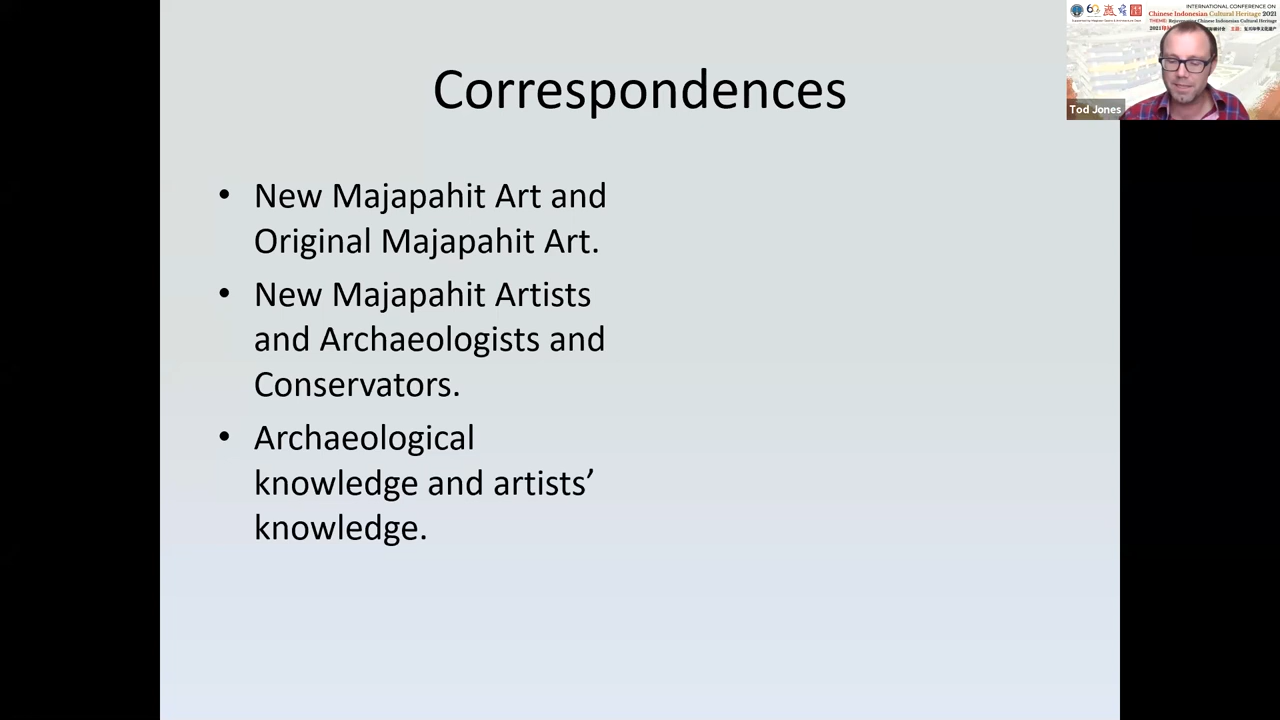 Correspondences
• New Majapahit Art and
Original Majapahit Art.
• New Majapahit Artists
and Archaeologists and
Conservators.
• Archaeological
knowledge and artists’
knowledge.
INTERNATIONAL CONFERENCE ON
Chinese Indonesian Cultural Heritage 2021
Tod Jones